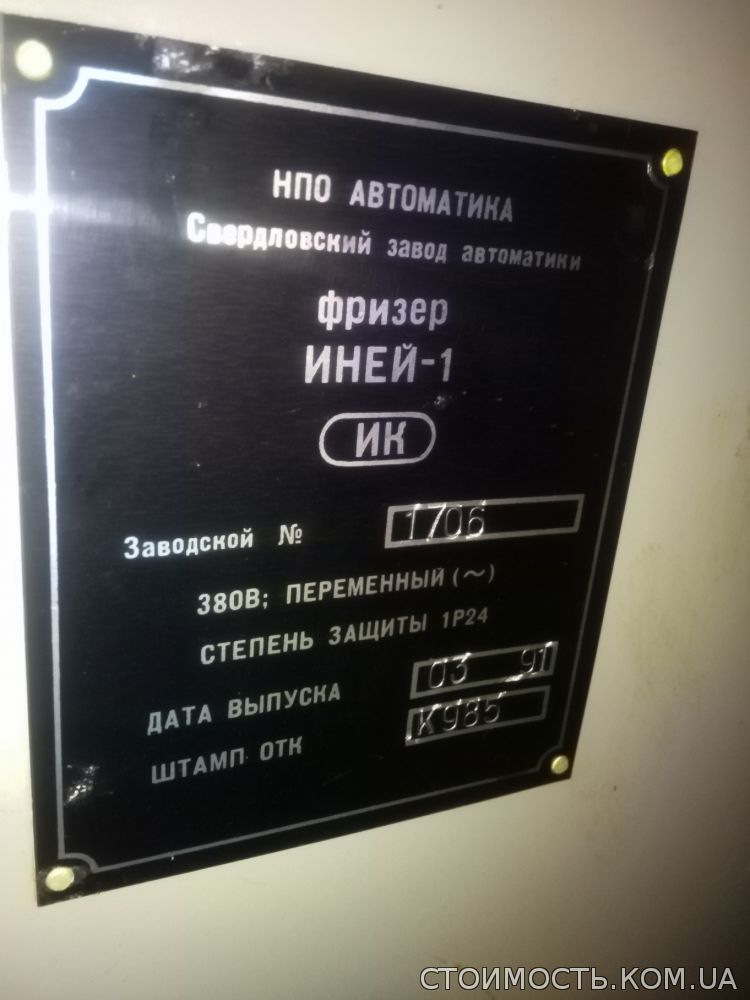 НПО АВТОМАТИКА
Свердловский завод автоматики
фризер
ИНЕЙ-1
ИК
Заводской № 1706
380В; ПЕРЕМЕННЫЙ (~)
СТЕПЕНЬ ЗАЩИТЫ 1Р24
ДАТА ВЫПУСКА 03 91
ШТАМП ОТК К985
СТОИМОСТЬ.КОМ.UA